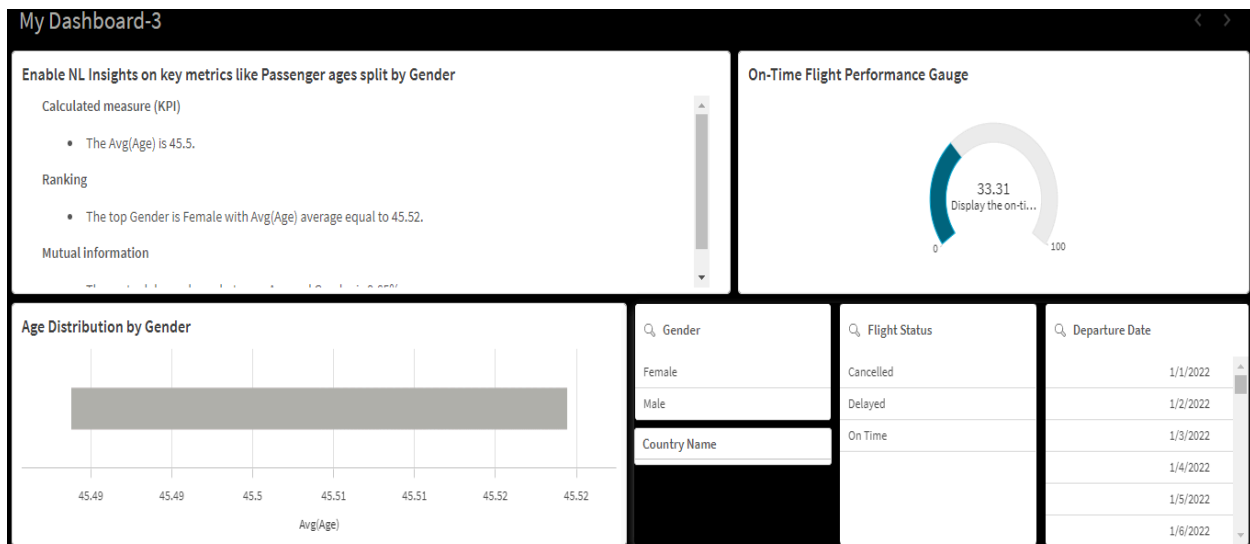 My Dashboard-3
Enable NL Insights on key metrics like Passenger ages split by Gender
Calculated measure (KPI)
• The Avg(Age) is 45.5.
Ranking
• The top Gender is Female with Avg(Age) average equal to 45.52.
Mutual information
On-Time Flight Performance Gauge
33.31
Display the on-ti...
0
100
Age Distribution by Gender
45.49 45.49 45.5 45.51 45.51 45.52 45.52
Avg(Age)
Gender
Female
Male
Country Name
Flight Status
Cancelled
Delayed
On Time
Departure Date
1/1/2022
1/2/2022
1/3/2022
1/4/2022
1/5/2022
1/6/2022